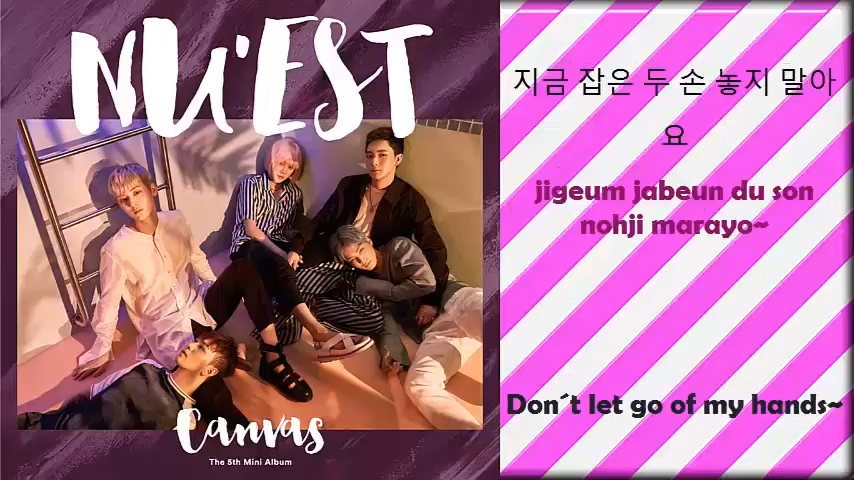 NU'EST
Canvas
The 5th Mini Album
지금 잡은 두 손 놓지 말아
요
jigeum jabeun du son
nohji marayo~
Don´t let go of my hands~